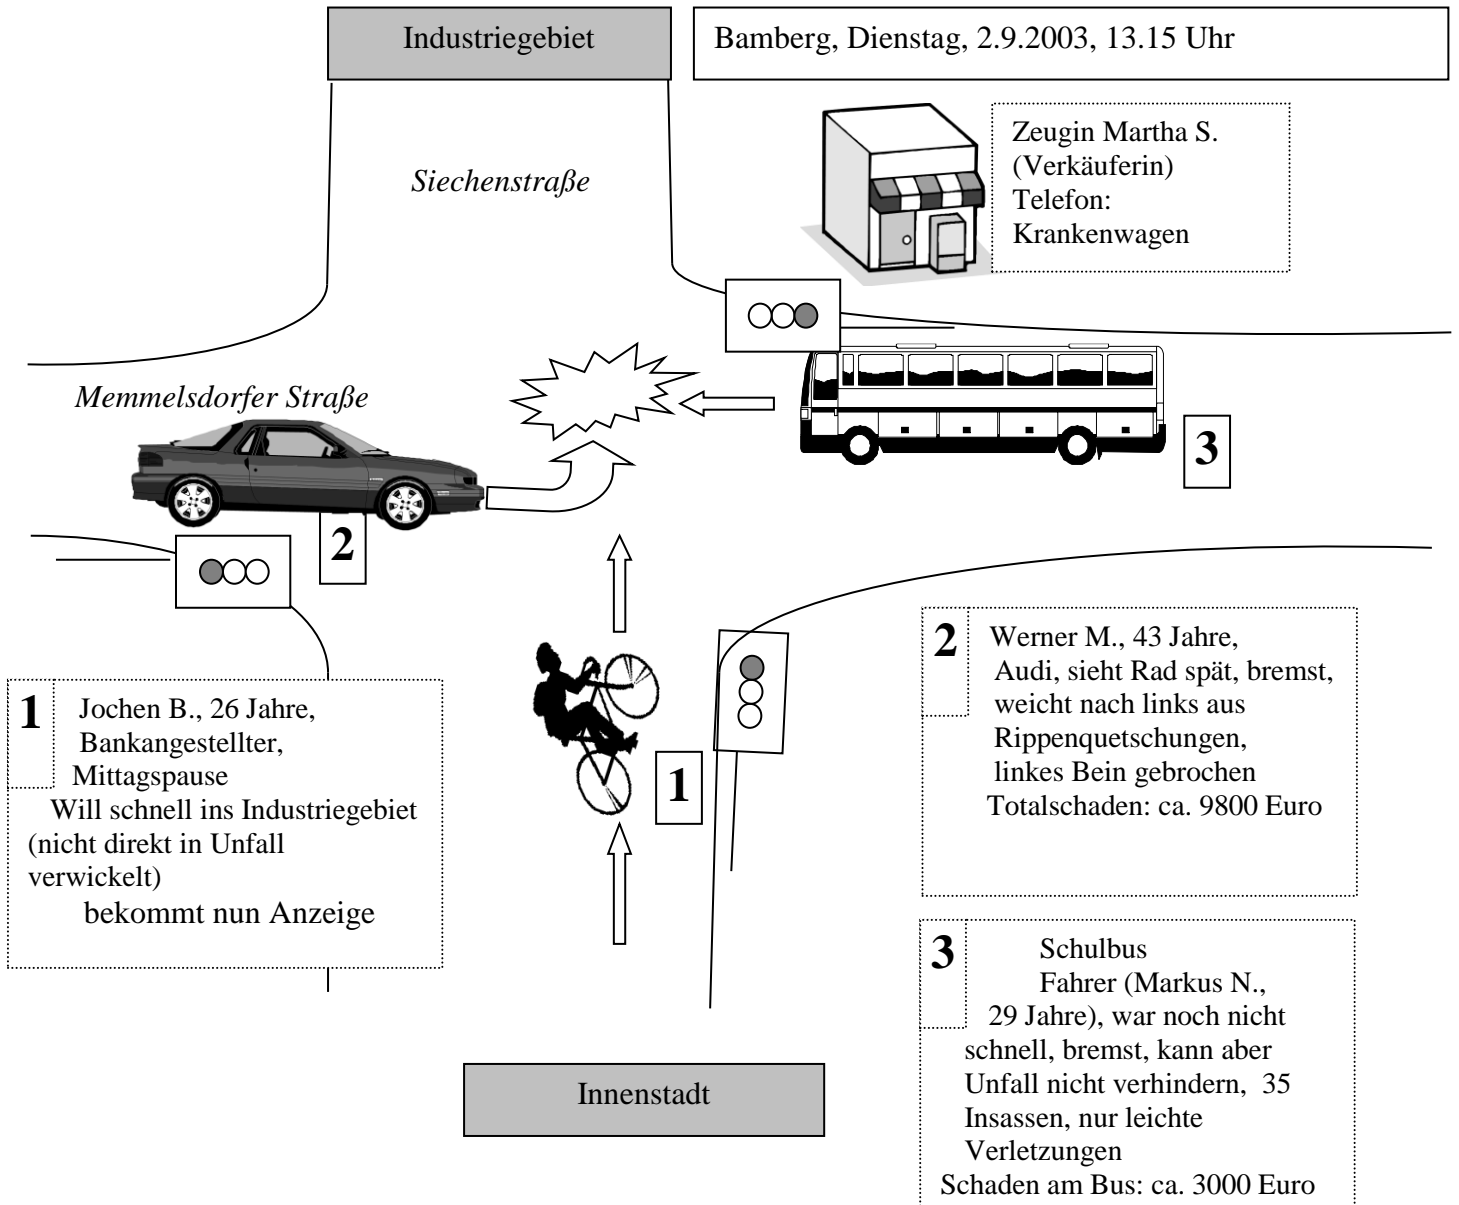 Industriegebiet
Bamberg, Dienstag, 2.9.2003, 13.15 Uhr
Zeugin Martha S.
(Verkäuferin)
Telefon:
Krankenwagen
Siechenstraße
Memmelsdorfer Straße
3
2
1
1
Jochen B., 26 Jahre,
Bankangestellter,
Mittagspause
Will schnell ins Industriegebiet
(nicht direkt in Unfall
verwickelt)
bekommt nun Anzeige
2
Werner M., 43 Jahre,
Audi, sieht Rad spät, bremst,
weicht nach links aus
Rippenquetschungen,
linkes Bein gebrochen
Totalschaden: ca. 9800 Euro
3
Schulbus
Fahrer (Markus N.,
29 Jahre), war noch nicht
schnell, bremst, kann aber
Unfall nicht verhindern, 35
Insassen, nur leichte
Verletzungen
Schaden am Bus: ca. 3000 Euro
Innenstadt